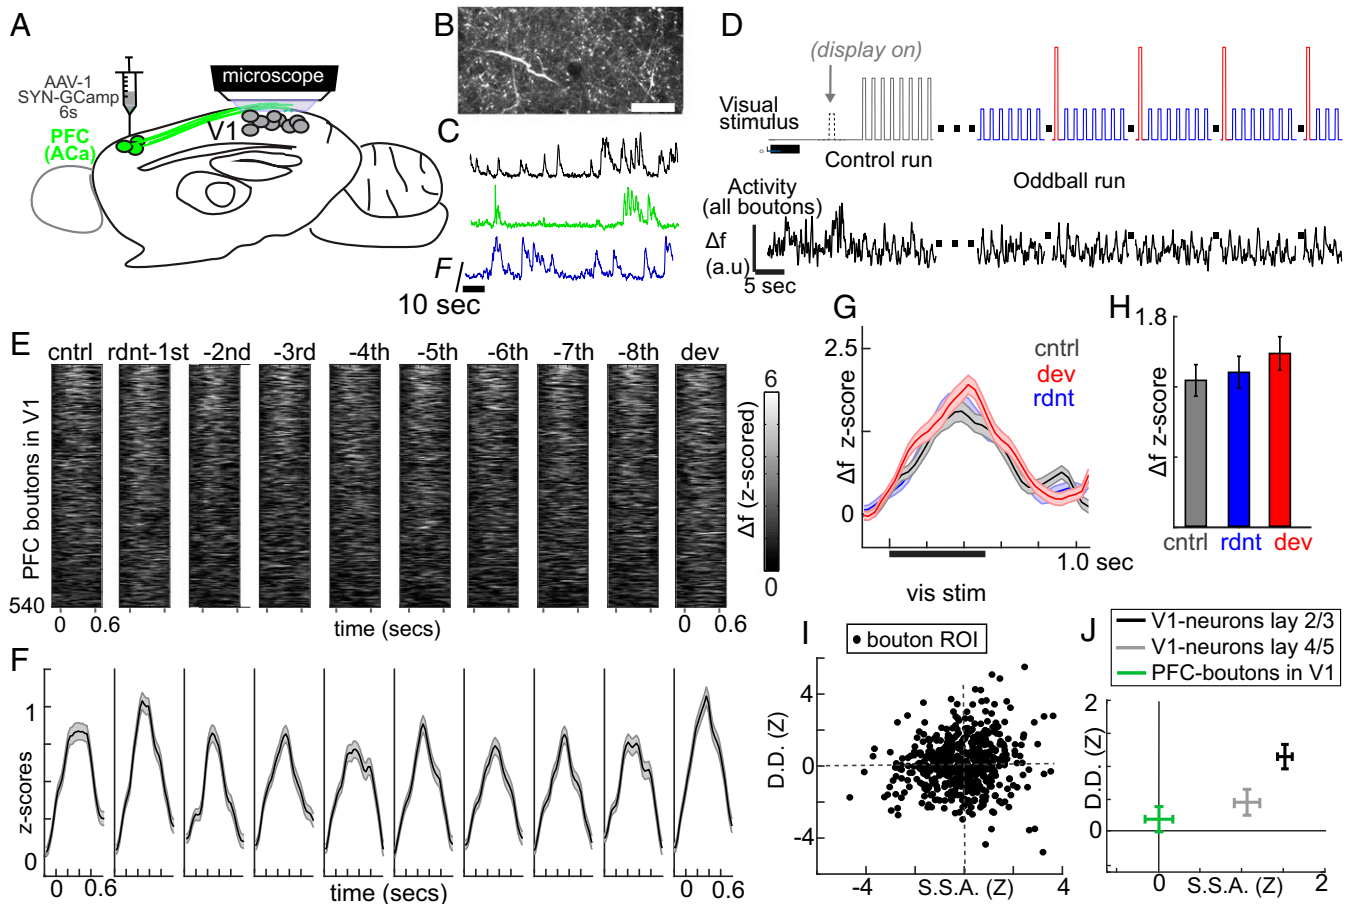 A
AAV-1
SYN-GCamp
6s
PFC
(ACa)
microscope
V1
B
C
F
10 sec
D
(display on)
Visual
stimulus
Control run
Oddball run
Activity
(all boutons)
Δf
(a.u)
5 sec
E
cntrl rdnt-1st -2nd -3rd -4th -5th -6th -7th -8th dev
PFC boutons in V1
540
0 0.6 time (secs) 0 0.6
6
0
Δf (z-scored)
F
1
0
z-scores
0 0.6 time (secs) 0 0.6
G
2.5
0
Δf z-score
cntrl
dev
rdnt
1.0 sec
vis stim
H
1.8
Δf z-score
cntrl rdnt dev
I
bouton ROI
D.D. (Z)
4
0
-4
-4 S.S.A. (Z) 4
J
V1-neurons lay 2/3
V1-neurons lay 4/5
PFC-boutons in V1
2
0
D.D. (Z)
0 S.S.A. (Z) 2